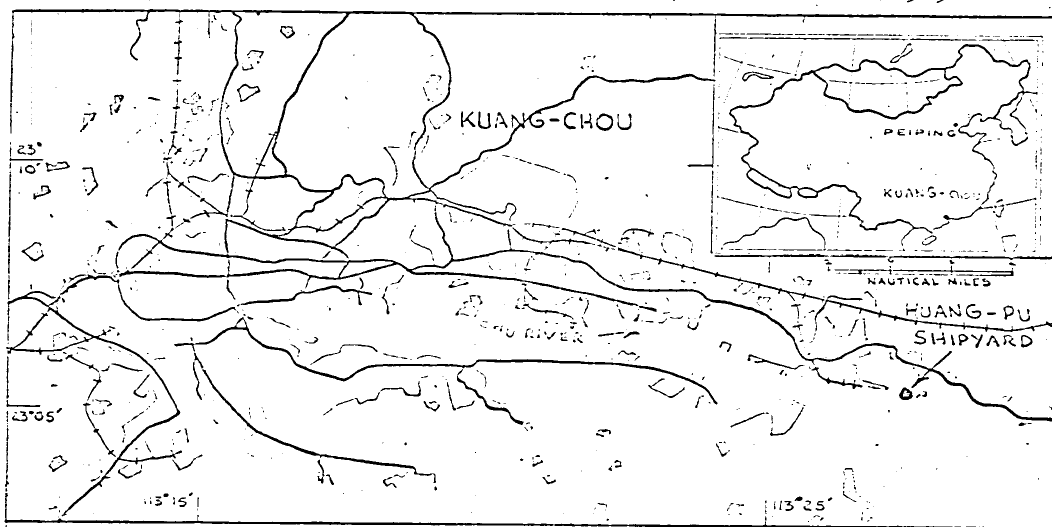 KUANG-CHOU
23°
10'
PEIPING
KUANG-CHOU
NAUTICAL MILES
HUANG-PU
SHIPYARD
CHU RIVER
23°05'
113°15'
113°25'